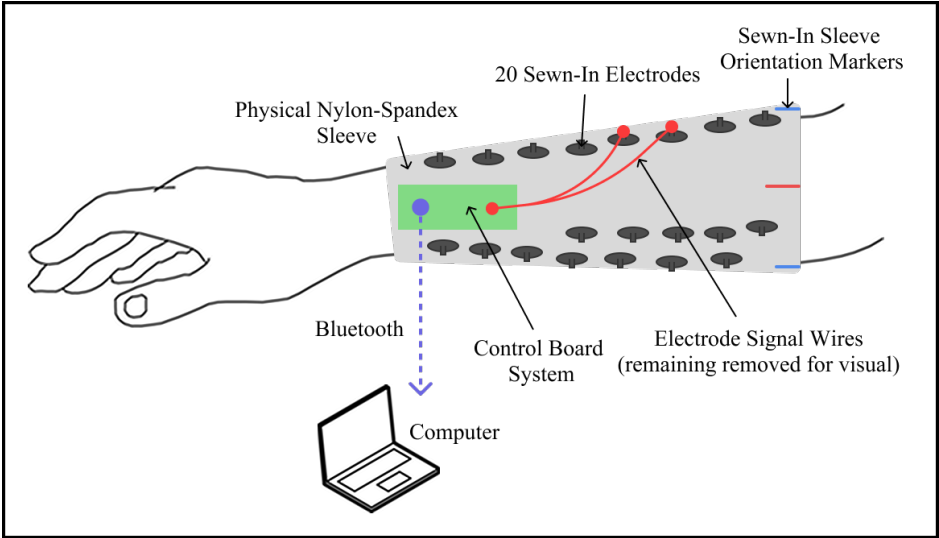 Sewn-In Sleeve
Orientation Markers
20 Sewn-In Electrodes
Physical Nylon-Spandex
Sleeve
Bluetooth
Control Board
System
Electrode Signal Wires
(remaining removed for visual)
Computer